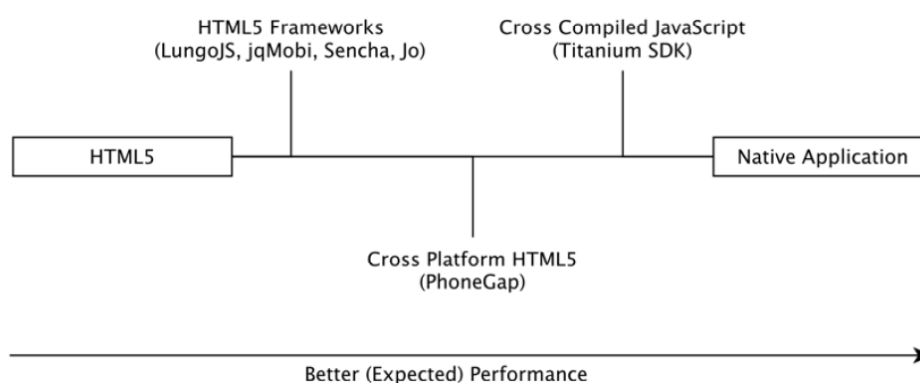 HTML5 Frameworks
(LungoJS, jqMobi, Sencha, Jo)
Cross Compiled JavaScript
(Titanium SDK)
HTML5
Native Application
Cross Platform HTML5
(PhoneGap)
Better (Expected) Performance